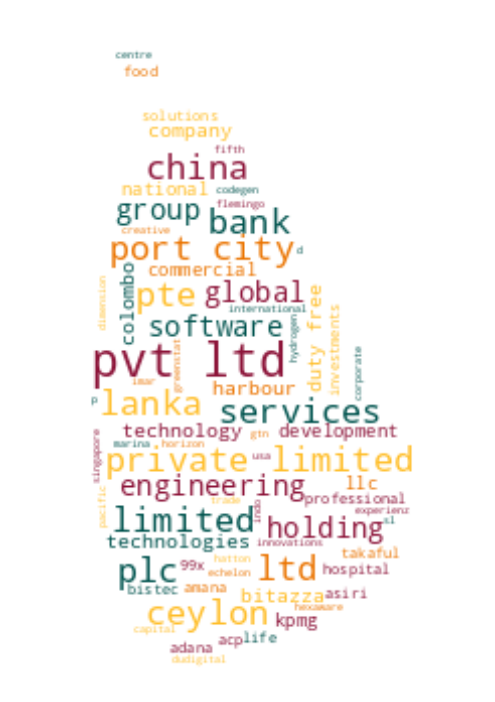 centre
food
solutions
company
fifth
china
national codegen
flemingo
group bank
creative
port city d
commercial
colombo
dimension
pte global
international
duty free
investments
software
hydrogen
corporate
pvt ltd
greenstat
imar harbour
p lanka services
technology gtn development
marina horizon
singapore
private limited
usa
engineering llc
pacific
professional
trade
indo
experienz
limited holding sl
technologies innovations
takaful
hatton
plc 99x echelon ltd hospital
bistec amana bitazza asiri
hexaware
ceylon kpmg
capital
acp life
adana
dudigital